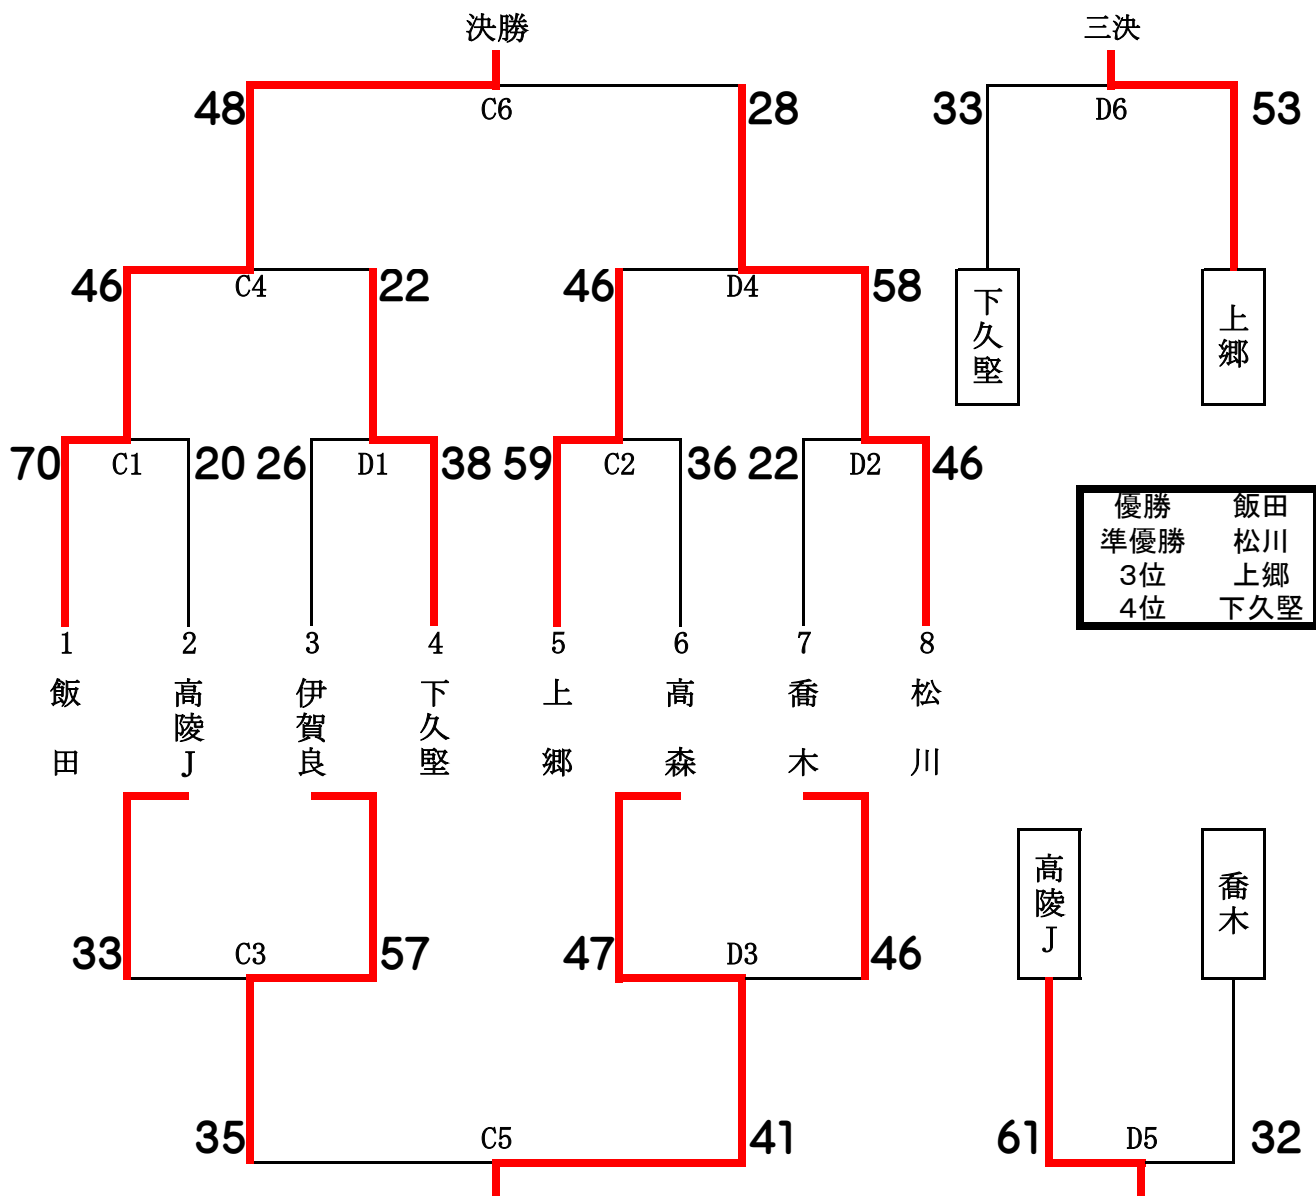 決勝
三決
48
C6
28
33
D6
53
46
C4
22
46
D4
58
下久堅
上郷
70
C1
20
26
D1
38
59
C2
36
22
D2
46
優勝 飯田
準優勝 松川
3位 上郷
4位 下久堅
1
2
3
4
5
6
7
8
飯田
高陵J
伊賀良
下久堅
上郷
高森
喬木
松川
高陵J
喬木
33
C3
57
47
D3
46
35
C5
41
61
D5
32